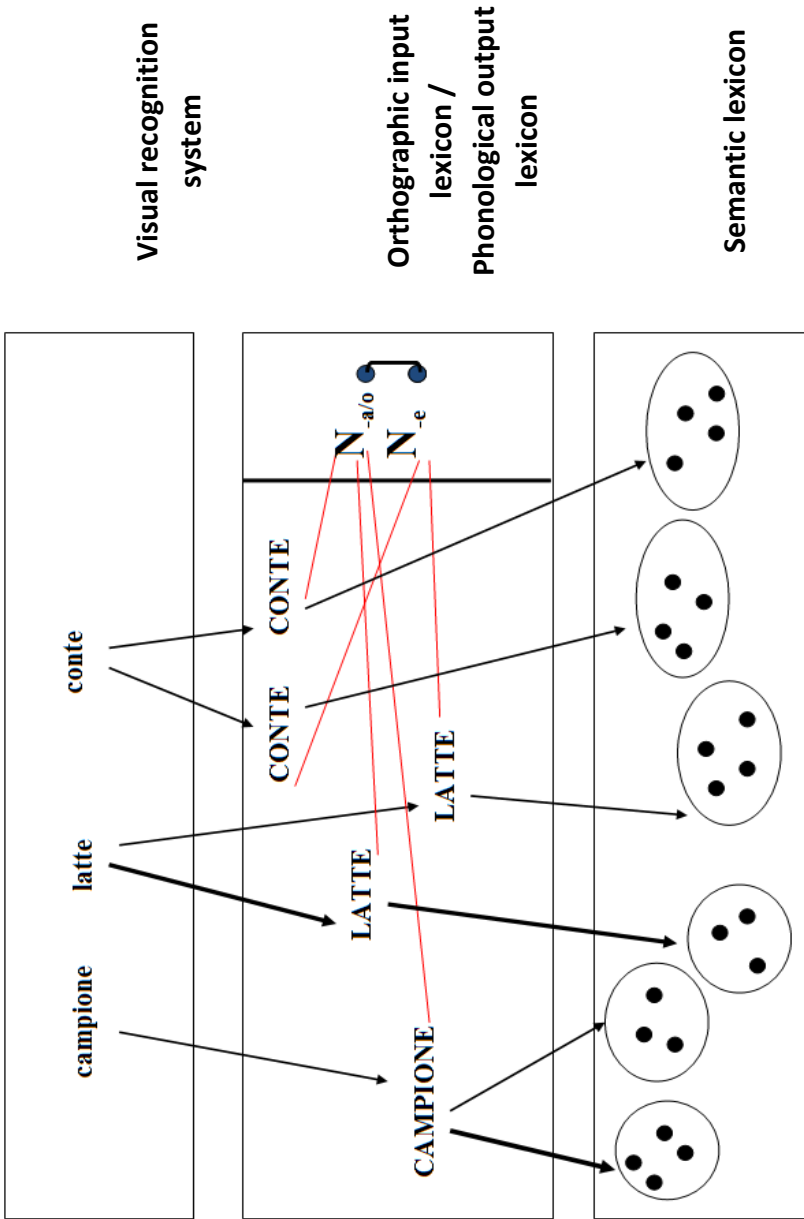 Visual recognition
system
campione
latte
conte
Orthographic input
lexicon /
Phonological output
lexicon
CAMPIONE
LATTE
LATTE
CONTE
CONTE
N-a/o
N-e
Semantic lexicon